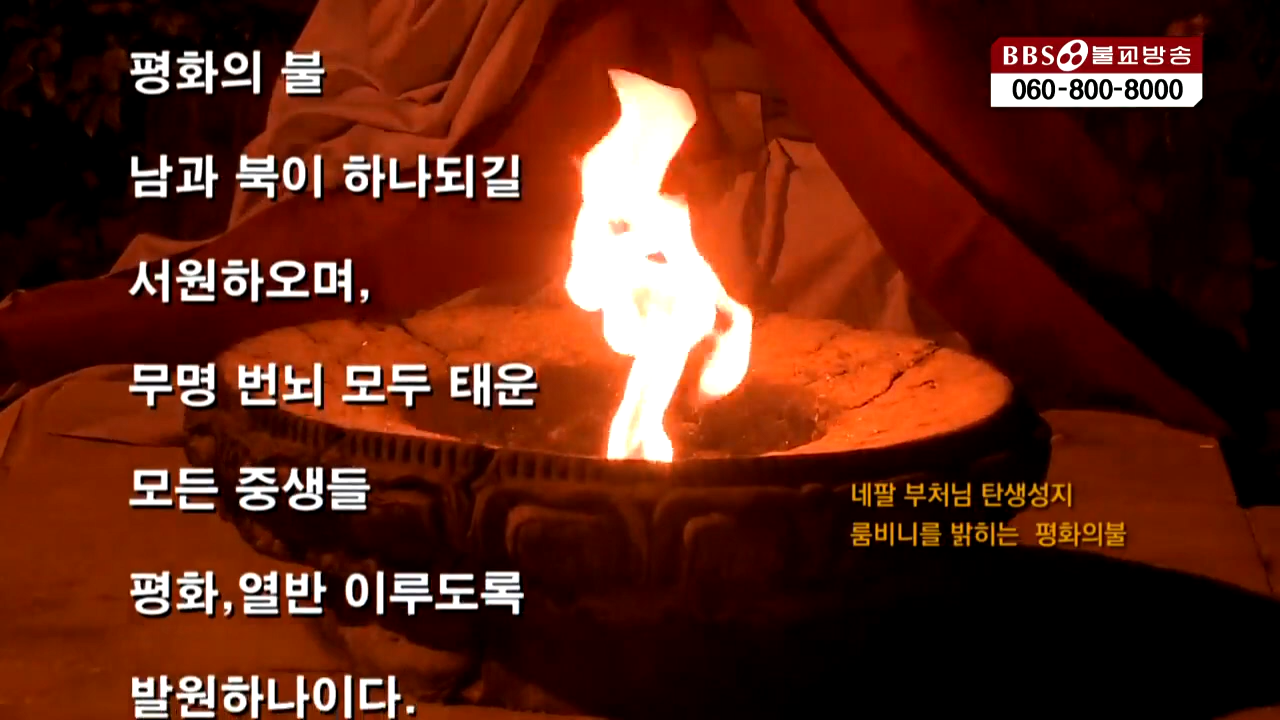 BBS 불교방송
060-800-8000
평화의 불
남과 북이 하나되길
서원하오며,
무명 번뇌 모두 태운
모든 중생들
평화,열반 이루도록
발원하나이다.
네팔 부처님 탄생성지
룸비니를 밝히는 평화의불